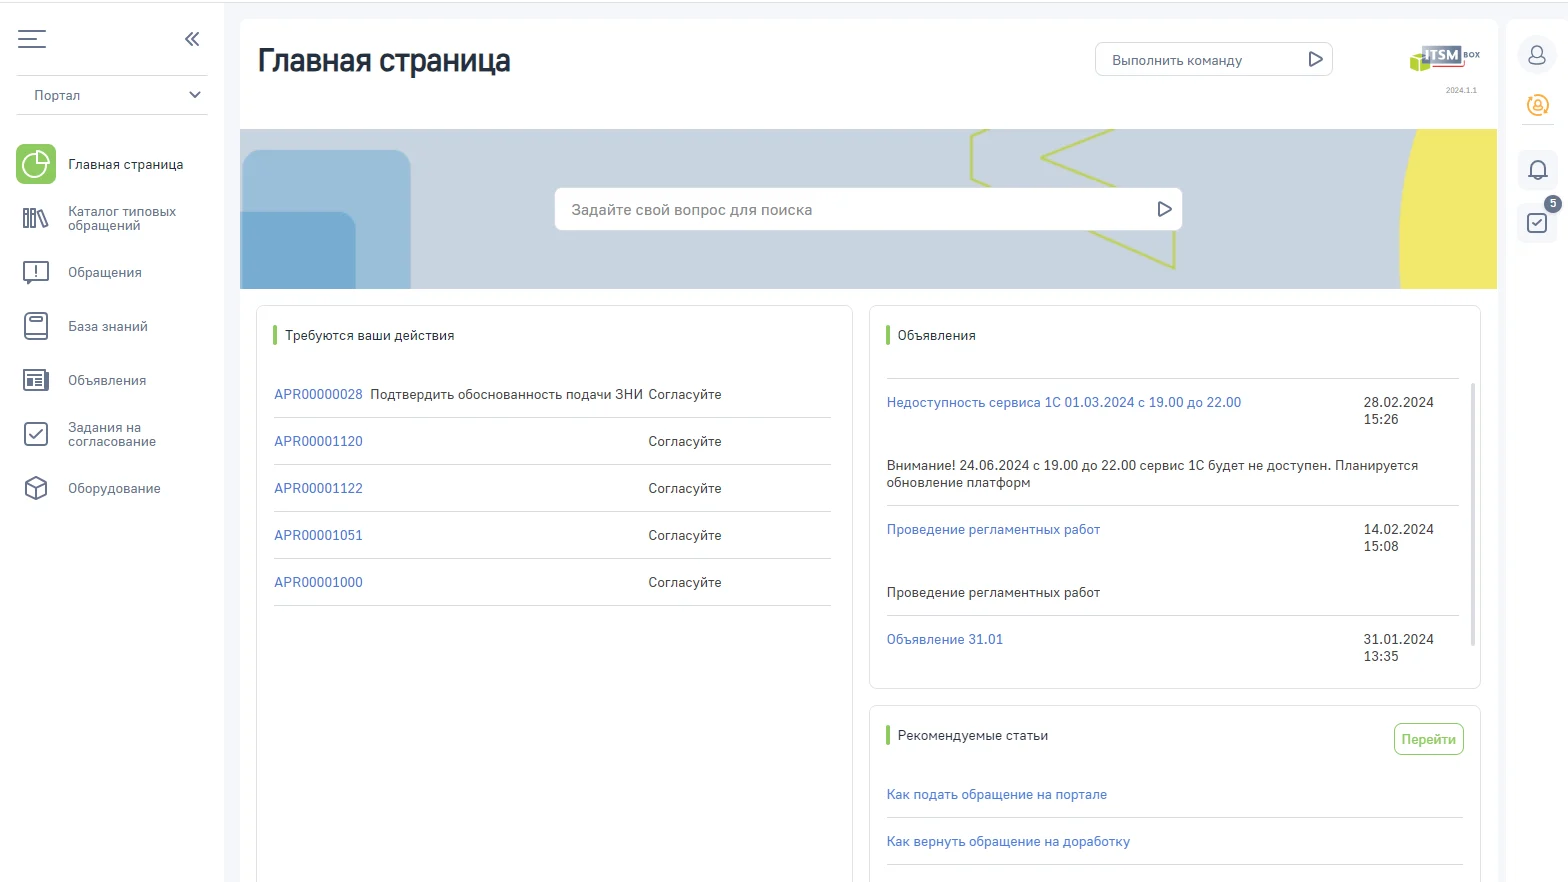 Главная страница
Выполнить команду
ITSM BOX
2024.1.1
Портал
Главная страница
Каталог типовых
обращений
Обращения
База знаний
Объявления
Задания на
согласование
Оборудование
Задайте свой вопрос для поиска
5
Требуются ваши действия
APR00000028 Подтвердить обоснованность подачи ЗНИ Согласуйте
APR00001120 Согласуйте
APR00001122 Согласуйте
APR00001051 Согласуйте
APR00001000 Согласуйте
Объявления
Недоступность сервиса 1С 01.03.2024 с 19.00 до 22.00 28.02.2024
15:26
Внимание! 24.06.2024 с 19.00 до 22.00 сервис 1С будет не доступен. Планируется
обновление платформ
Проведение регламентных работ 14.02.2024
15:08
Проведение регламентных работ
Объявление 31.01 31.01.2024
13:35
Рекомендуемые статьи
Перейти
Как подать обращение на портале
Как вернуть обращение на доработку